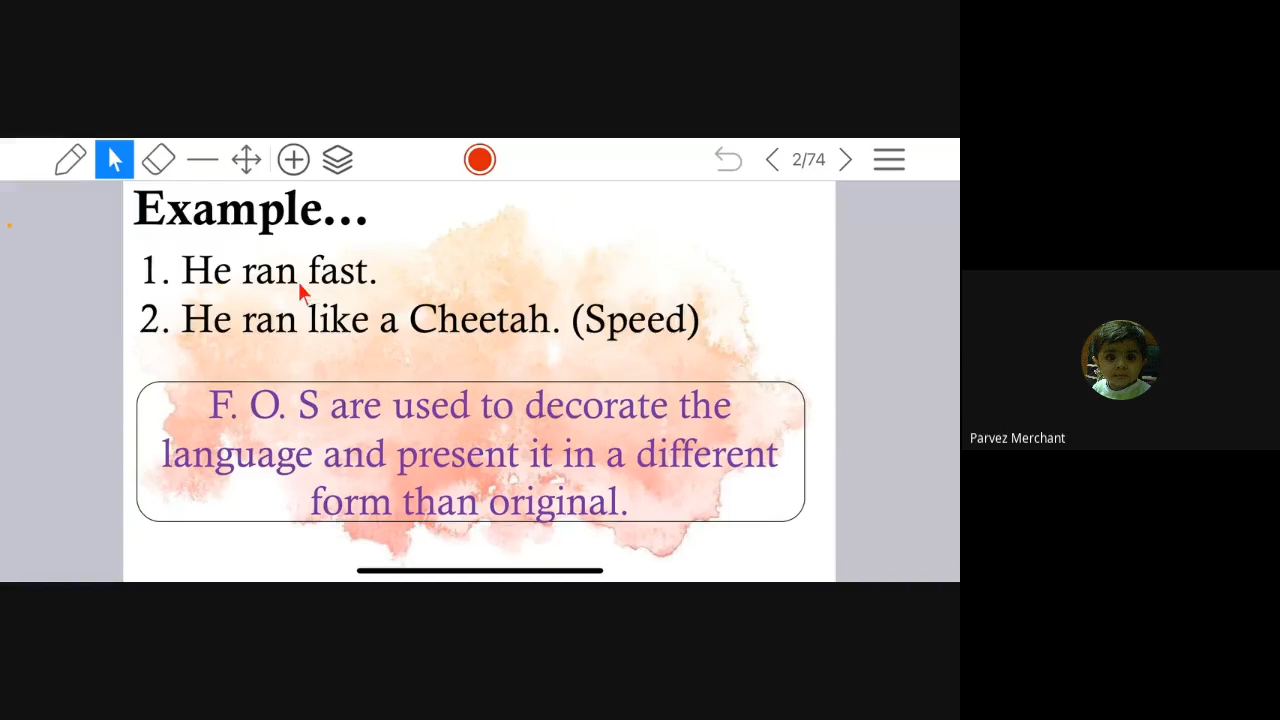 2/74
Example...
1. He ran fast.
2. He ran like a Cheetah. (Speed)
F. O. S are used to decorate the
language and present it in a different
form than original.
Parvez Merchant